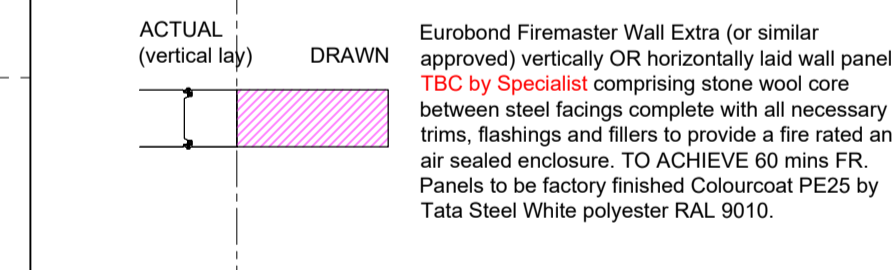 ACTUAL
(vertical lay)
DRAWN
Eurobond Firemaster Wall Extra (or similar
approved) vertically OR horizontally laid wall panel
TBC by Specialist comprising stone wool core
between steel facings complete with all necessary
trims, flashings and fillers to provide a fire rated an
air sealed enclosure. TO ACHIEVE 60 mins FR.
Panels to be factory finished Colourcoat PE25 by
Tata Steel White polyester RAL 9010.